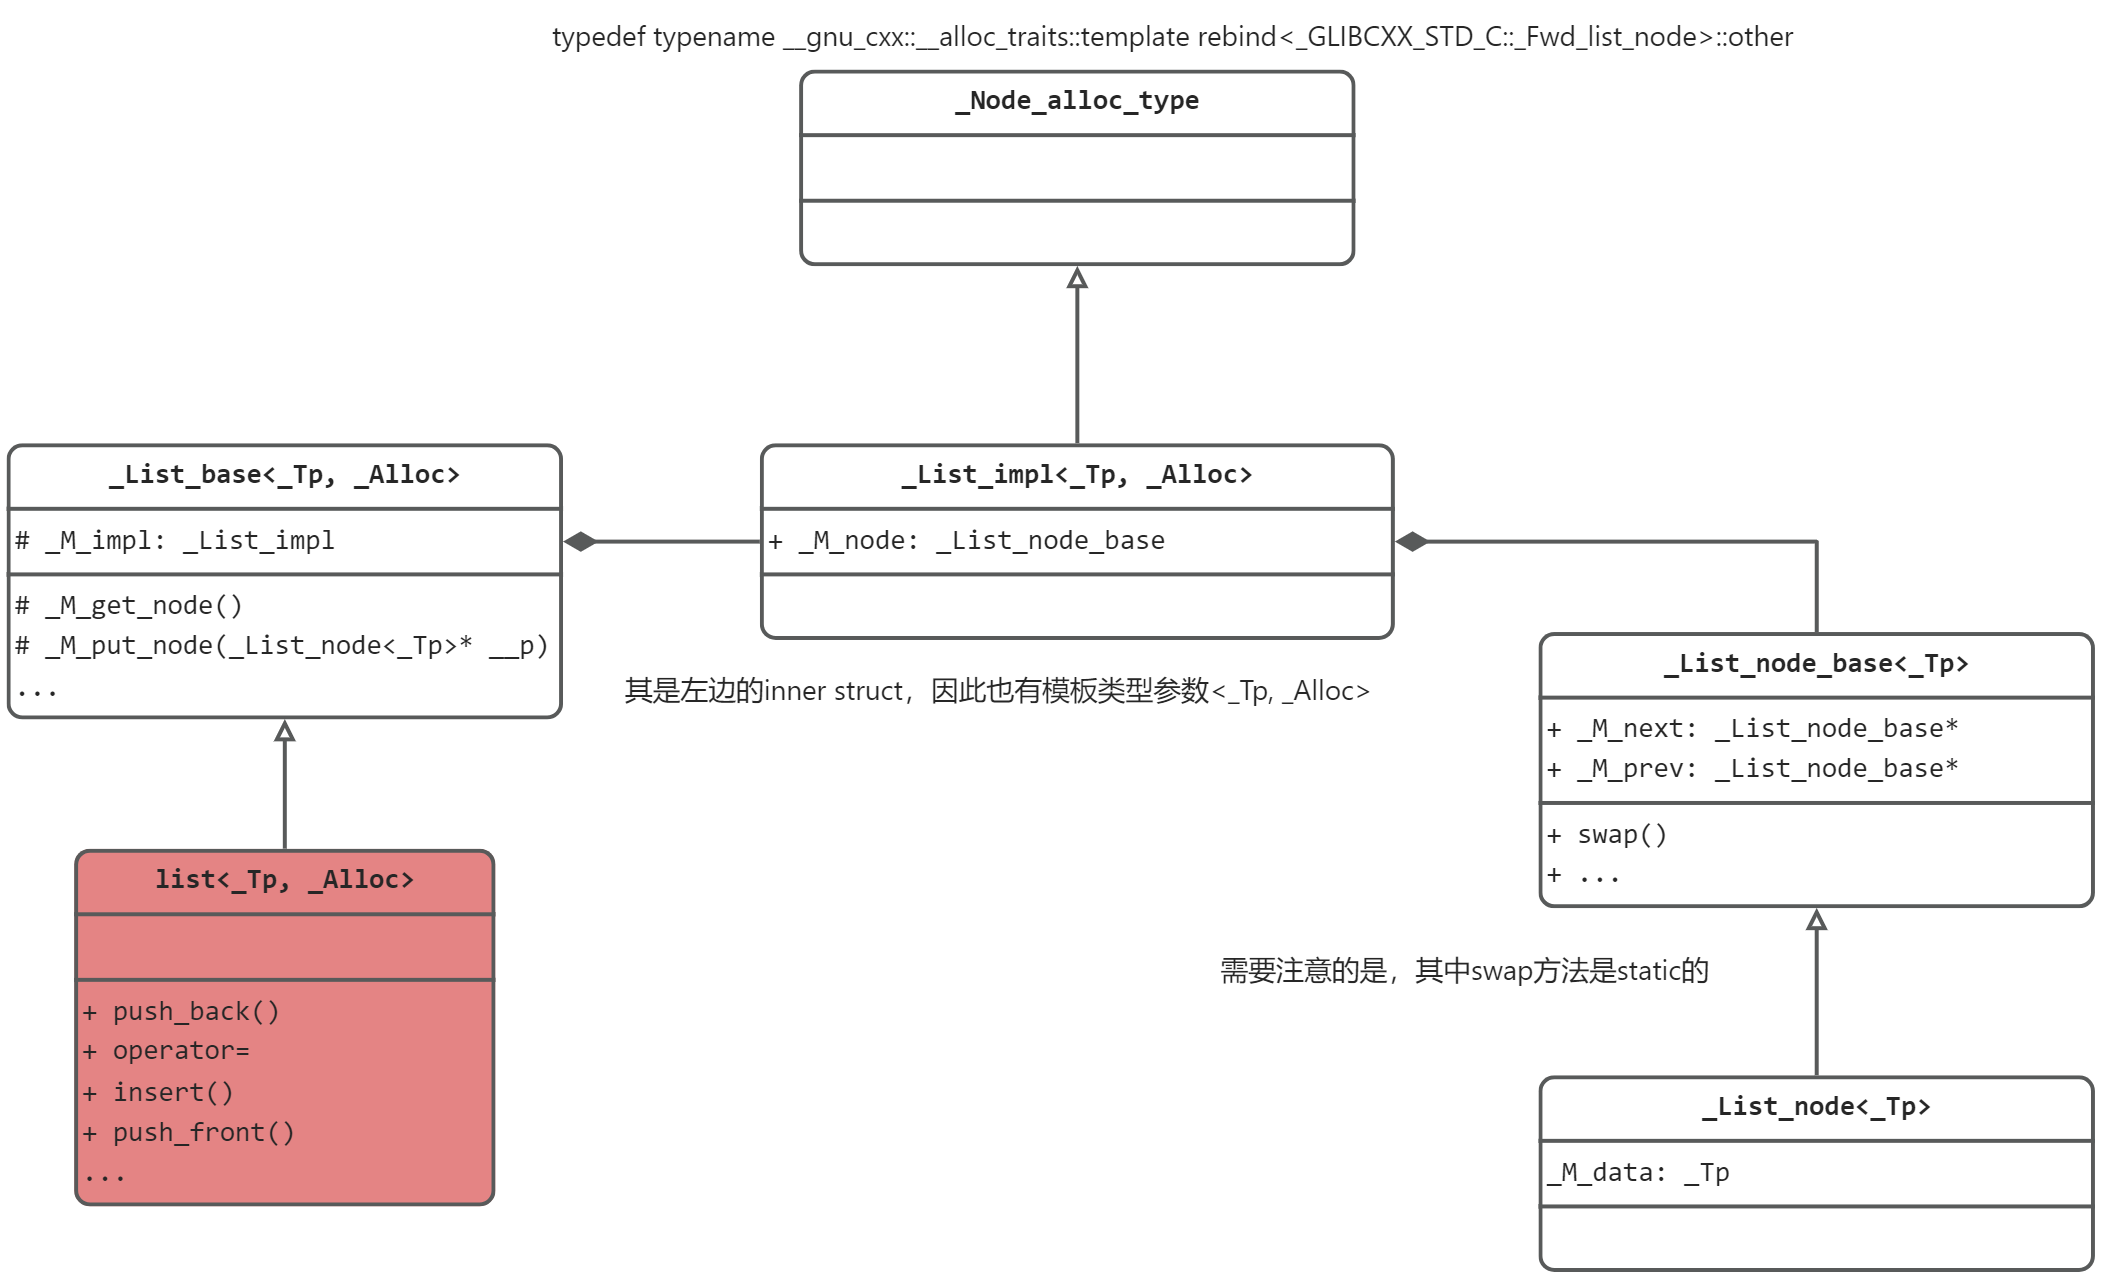 typedef typename __gnu_cxx::__alloc_traits::template rebind<_GLIBCXX_STD_C::_Fwd_list_node>::other
_Node_alloc_type
_List_base<_Tp, _Alloc>
# _M_impl: _List_impl
# _M_get_node()
# _M_put_node(_List_node<_Tp>* __p)
...
_List_impl<_Tp, _Alloc>
+ _M_node: _List_node_base
其是左边的inner struct，因此也有模板类型参数<_Tp, _Alloc>
_List_node_base<_Tp>
+ _M_next: _List_node_base*
+ _M_prev: _List_node_base*
+ swap()
+ ...
list<_Tp, _Alloc>
+ push_back()
+ operator=
+ insert()
+ push_front()
...
需要注意的是，其中swap方法是static的
_List_node<_Tp>
_M_data: _Tp